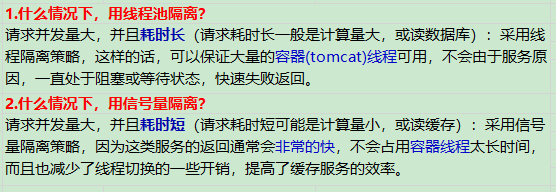 1.什么情况下，用线程池隔离？
请求并发量大，并且耗时长（请求耗时长一般是计算量大，或读数据库）：采用线
程隔离策略，这样的话，可以保证大量的容器(tomcat)线程可用，不会由于服务原
因，一直处于阻塞或等待状态，快速失败返回。
2.什么情况下，用信号量隔离？
请求并发量大，并且耗时短（请求耗时短可能是计算量小，或读缓存）：采用信号
量隔离策略，因为这类服务的返回通常会非常的快，不会占用容器线程太长时间，
而且也减少了线程切换的一些开销，提高了缓存服务的效率。